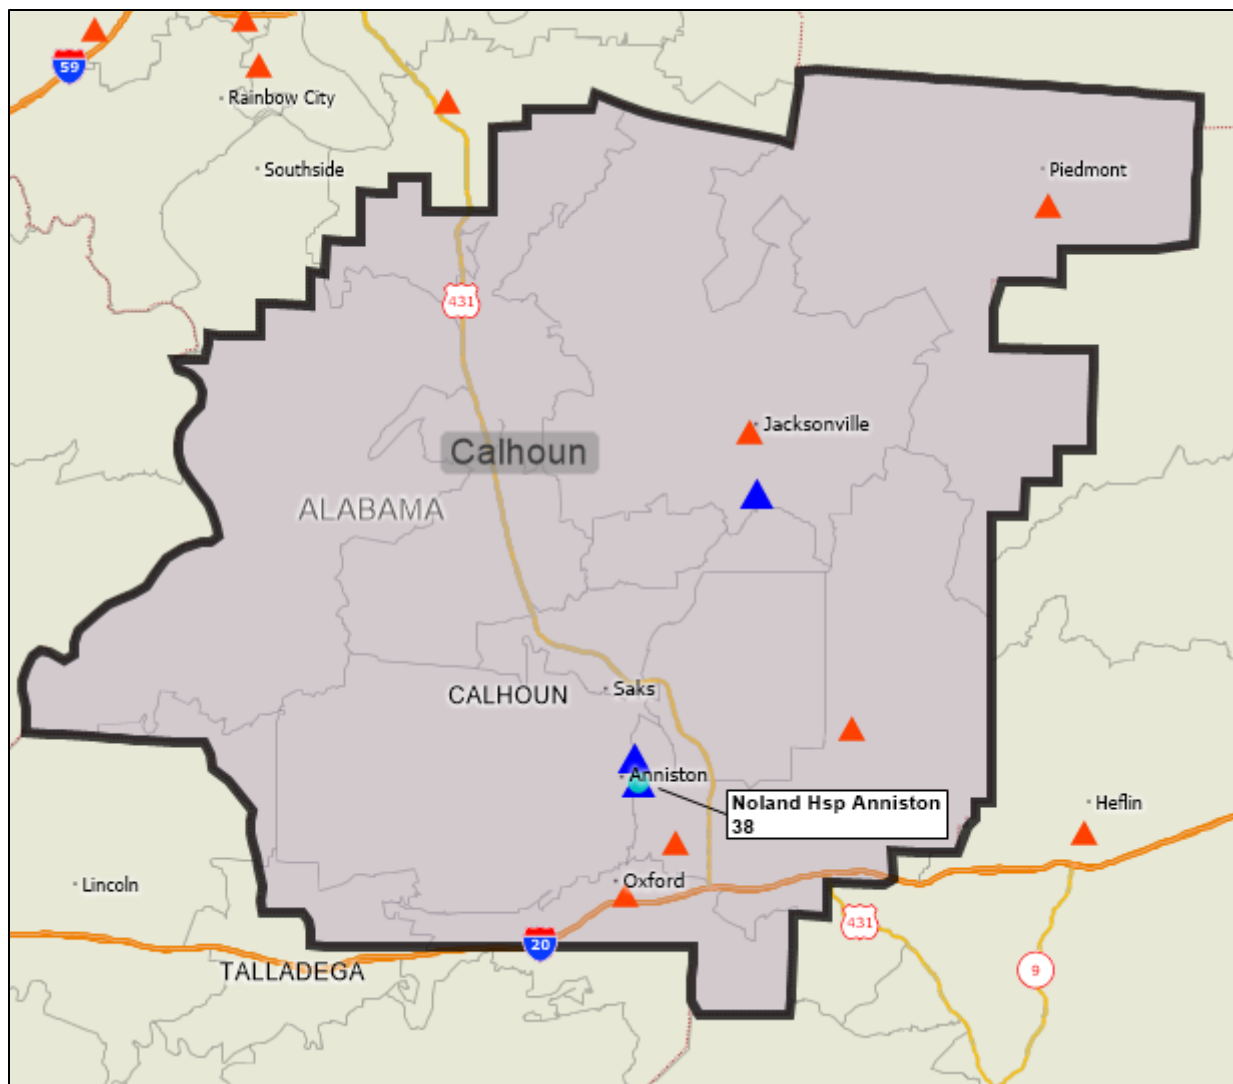 59
Rainbow City
Southside
Piedmont
431
Jacksonville
Calhoun
ALABAMA
Saks
CALHOUN
Anniston
Noland Hsp Anniston
38
Heflin
Lincoln
Oxford
431
20
TALLADEGA
9